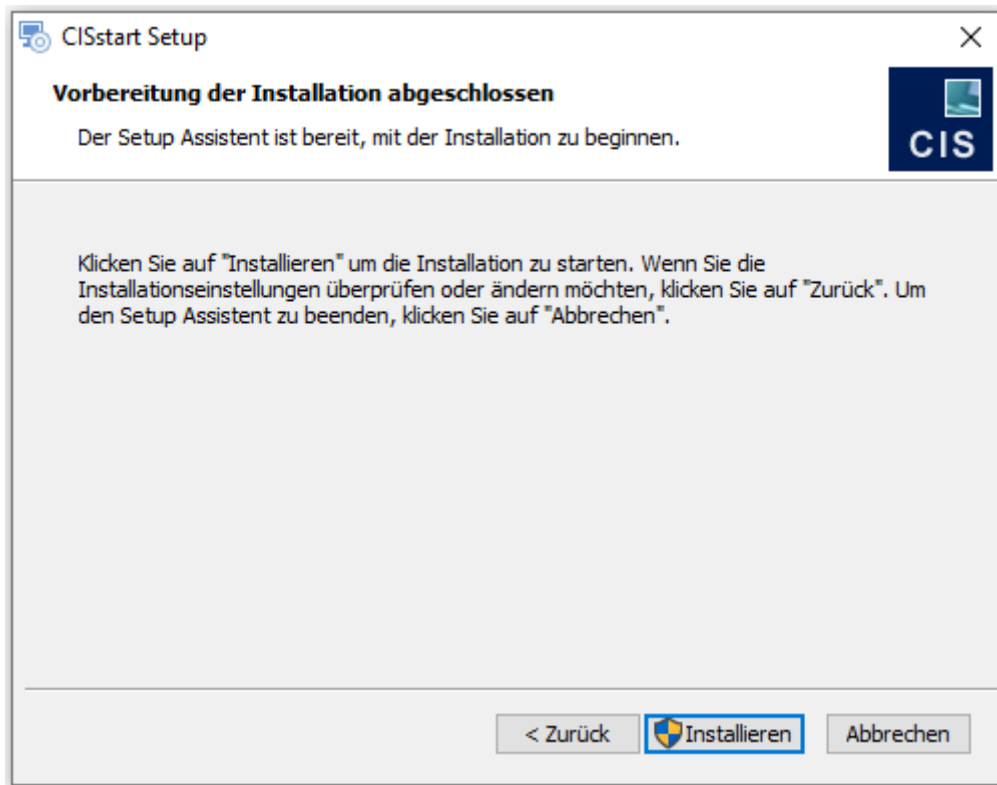 CISstart Setup
Vorbereitung der Installation abgeschlossen
Der Setup Assistent ist bereit, mit der Installation zu beginnen.
CIS
Klicken Sie auf "Installieren" um die Installation zu starten. Wenn Sie die
Installationseinstellungen überprüfen oder ändern möchten, klicken Sie auf "Zurück". Um
den Setup Assistent zu beenden, klicken Sie auf "Abbrechen".
< Zurück Installieren Abbrechen